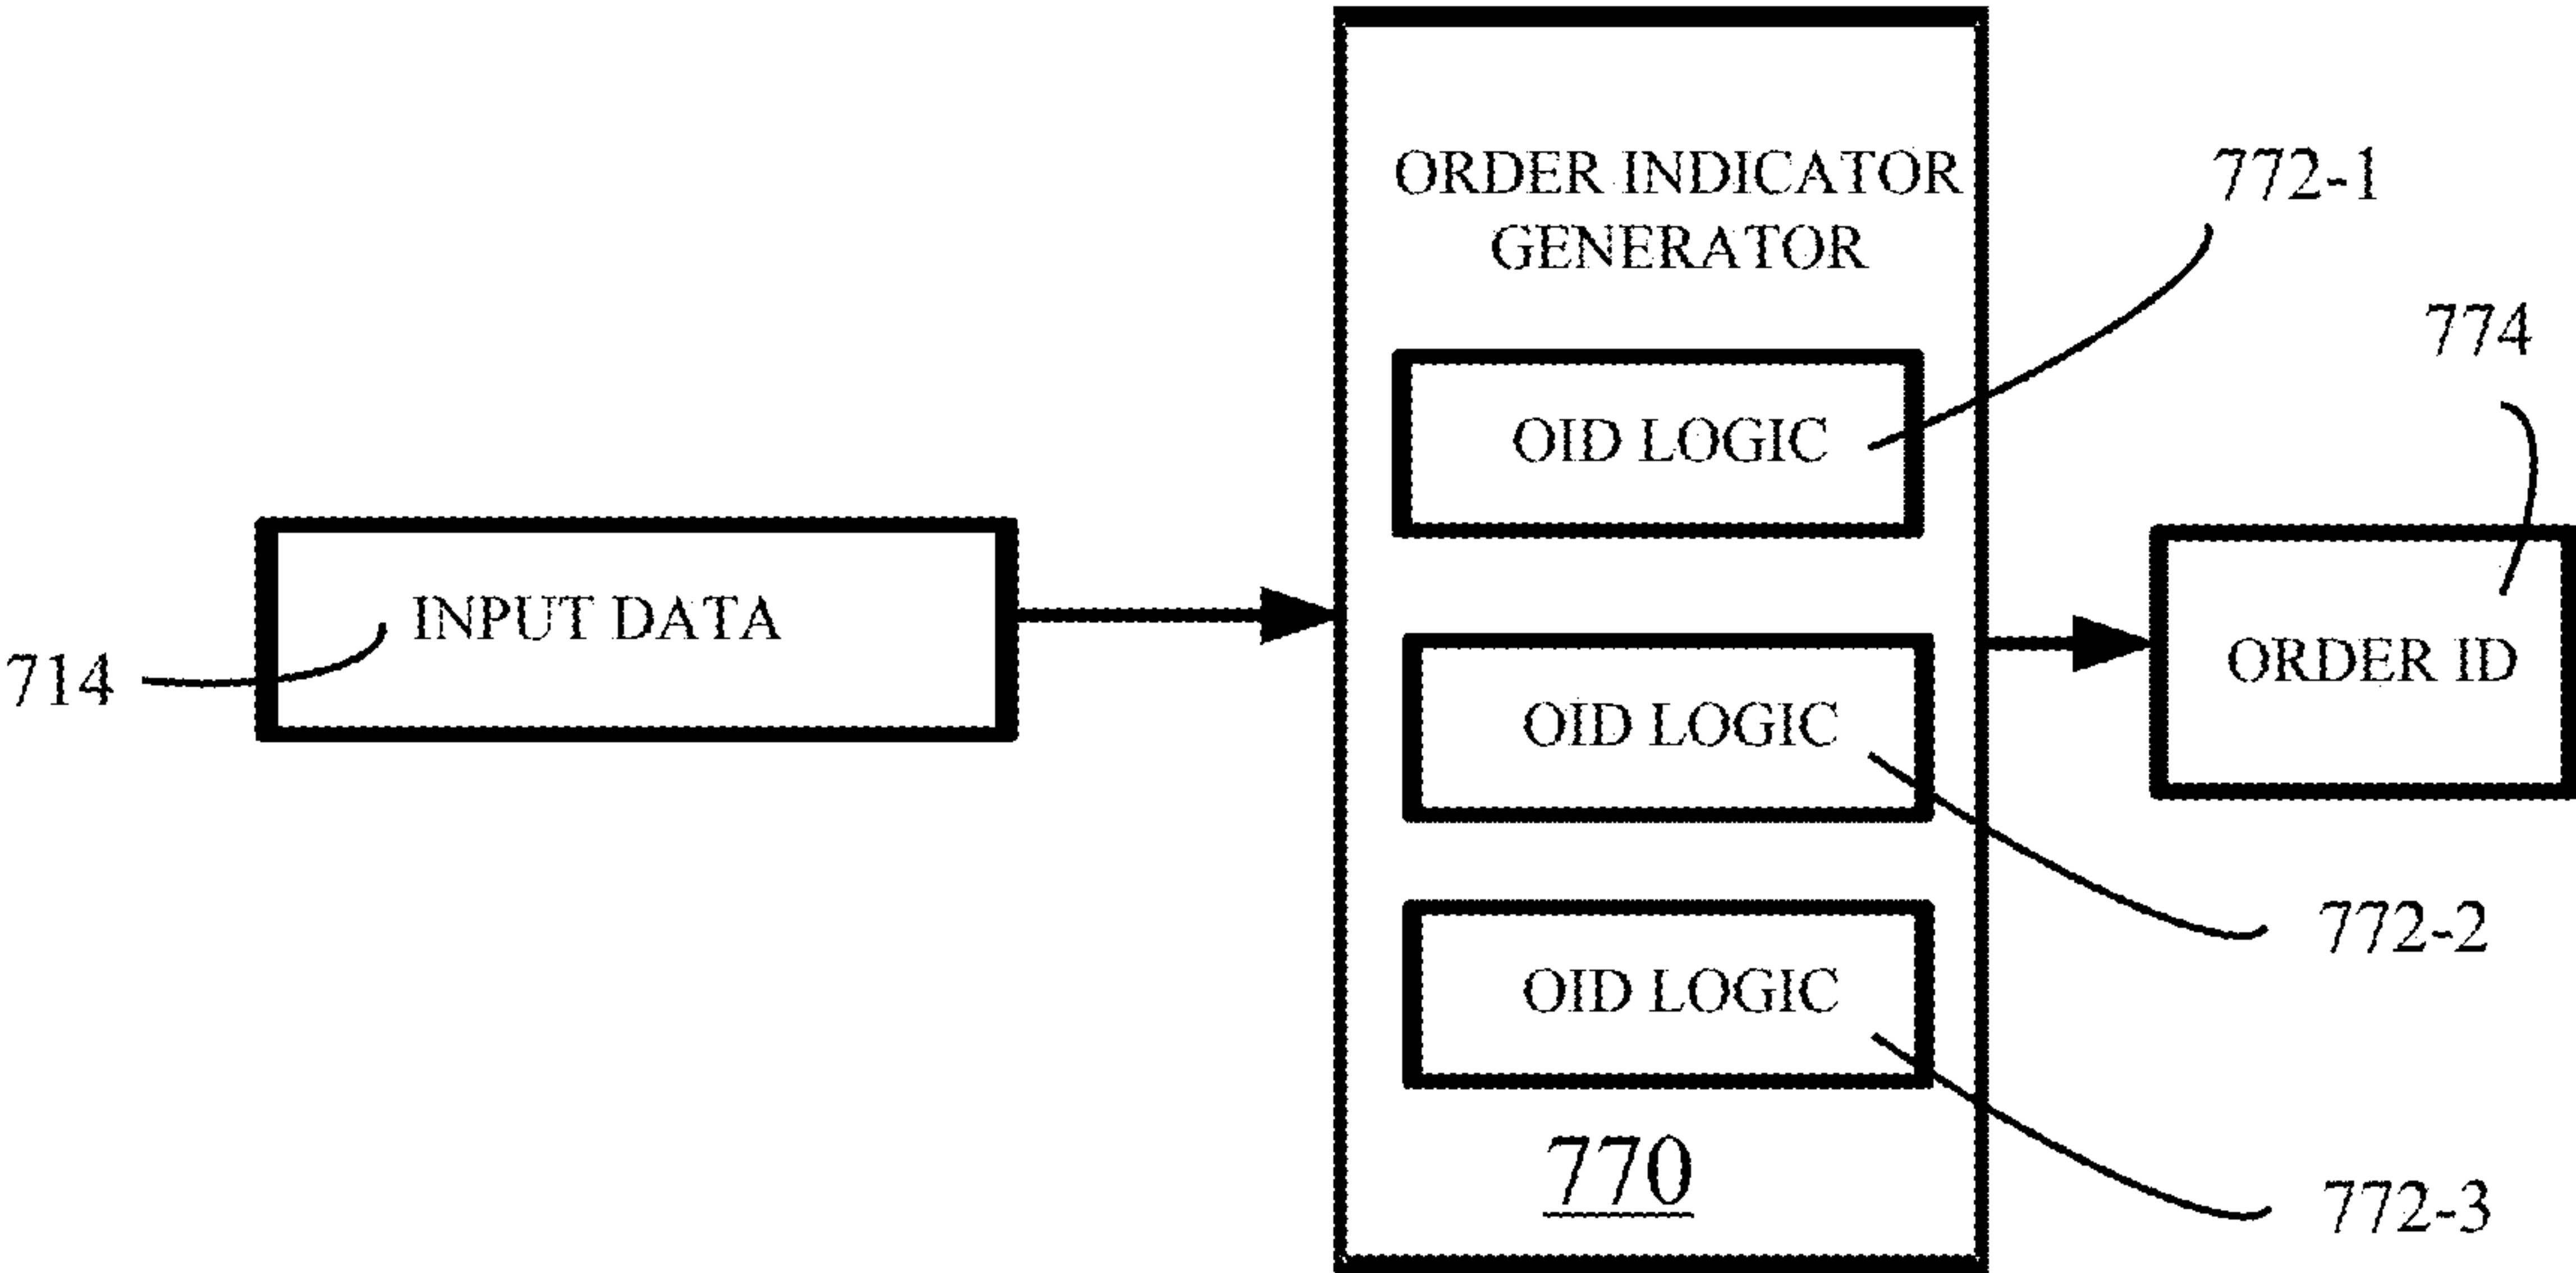 ORDER INDICATOR
GENERATOR
772-1
774
OID LOGIC
INPUT DATA
714
ORDER ID
OID LOGIC
772-2
OID LOGIC
770
772-3